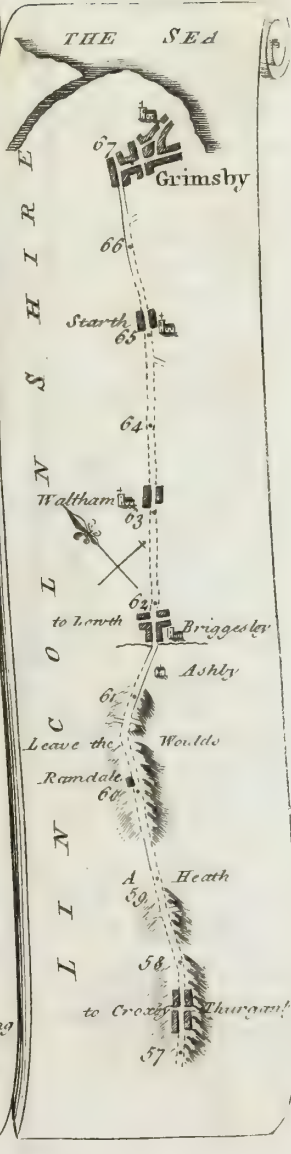 THE SEA
67
Grimsby
66
Starth
65
64
Waltham
63
62
to Lowth
Briggesley
Ashby
61
Leave the Woulds
Ramdale
60
A Heath
59
58
to Croxby
57
LINCOLNSHIRE